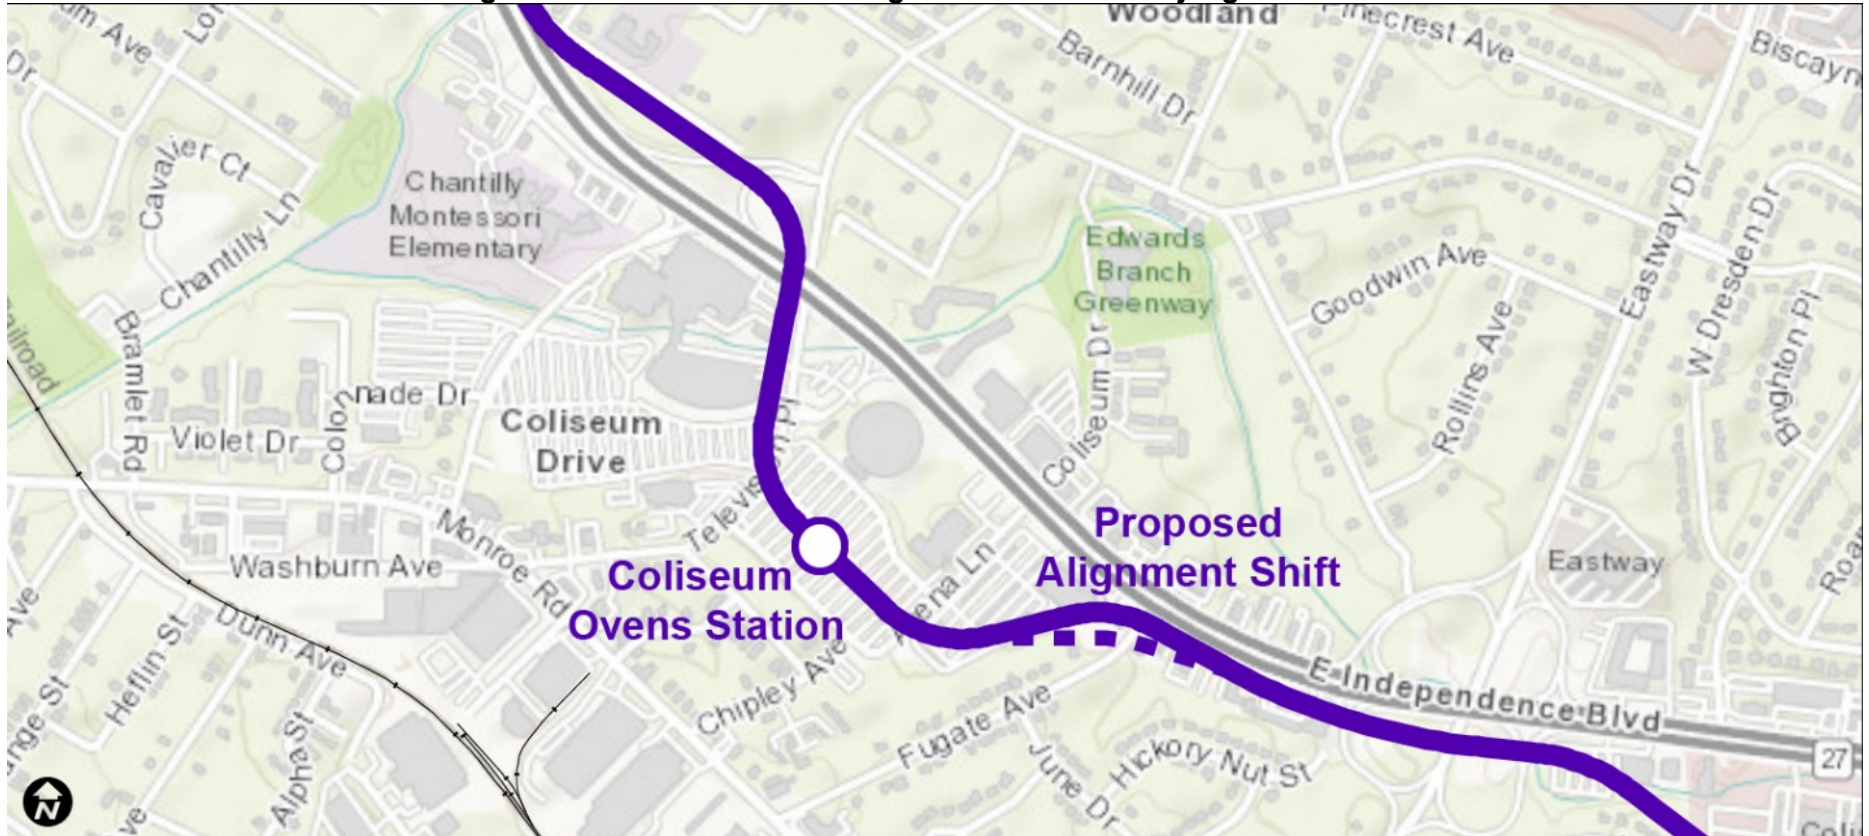 Woodland
Pinecrest Ave
Barnhill Dr
Cavalier Ct
Chantilly Ln
Chantilly
Montessori
Elementary
Edwards
Branch
Greenway
Goodwin Ave
Eastway Dr
W Dresden Dr
Brighton Pl
Rollins Ave
Bramlet Rd
Colonade Dr
Violet Dr
Coliseum
Drive
Coliseum Dr
Monroe Rd
Washburn Ave
Coliseum
Ovens Station
Proposed
Alignment Shift
Eastway
Dunn Ave
Heflin St
Alpha St
Chipley Ave
Fugate Ave
June Dr
Hickory Nut St
E Independence Blvd
27
N